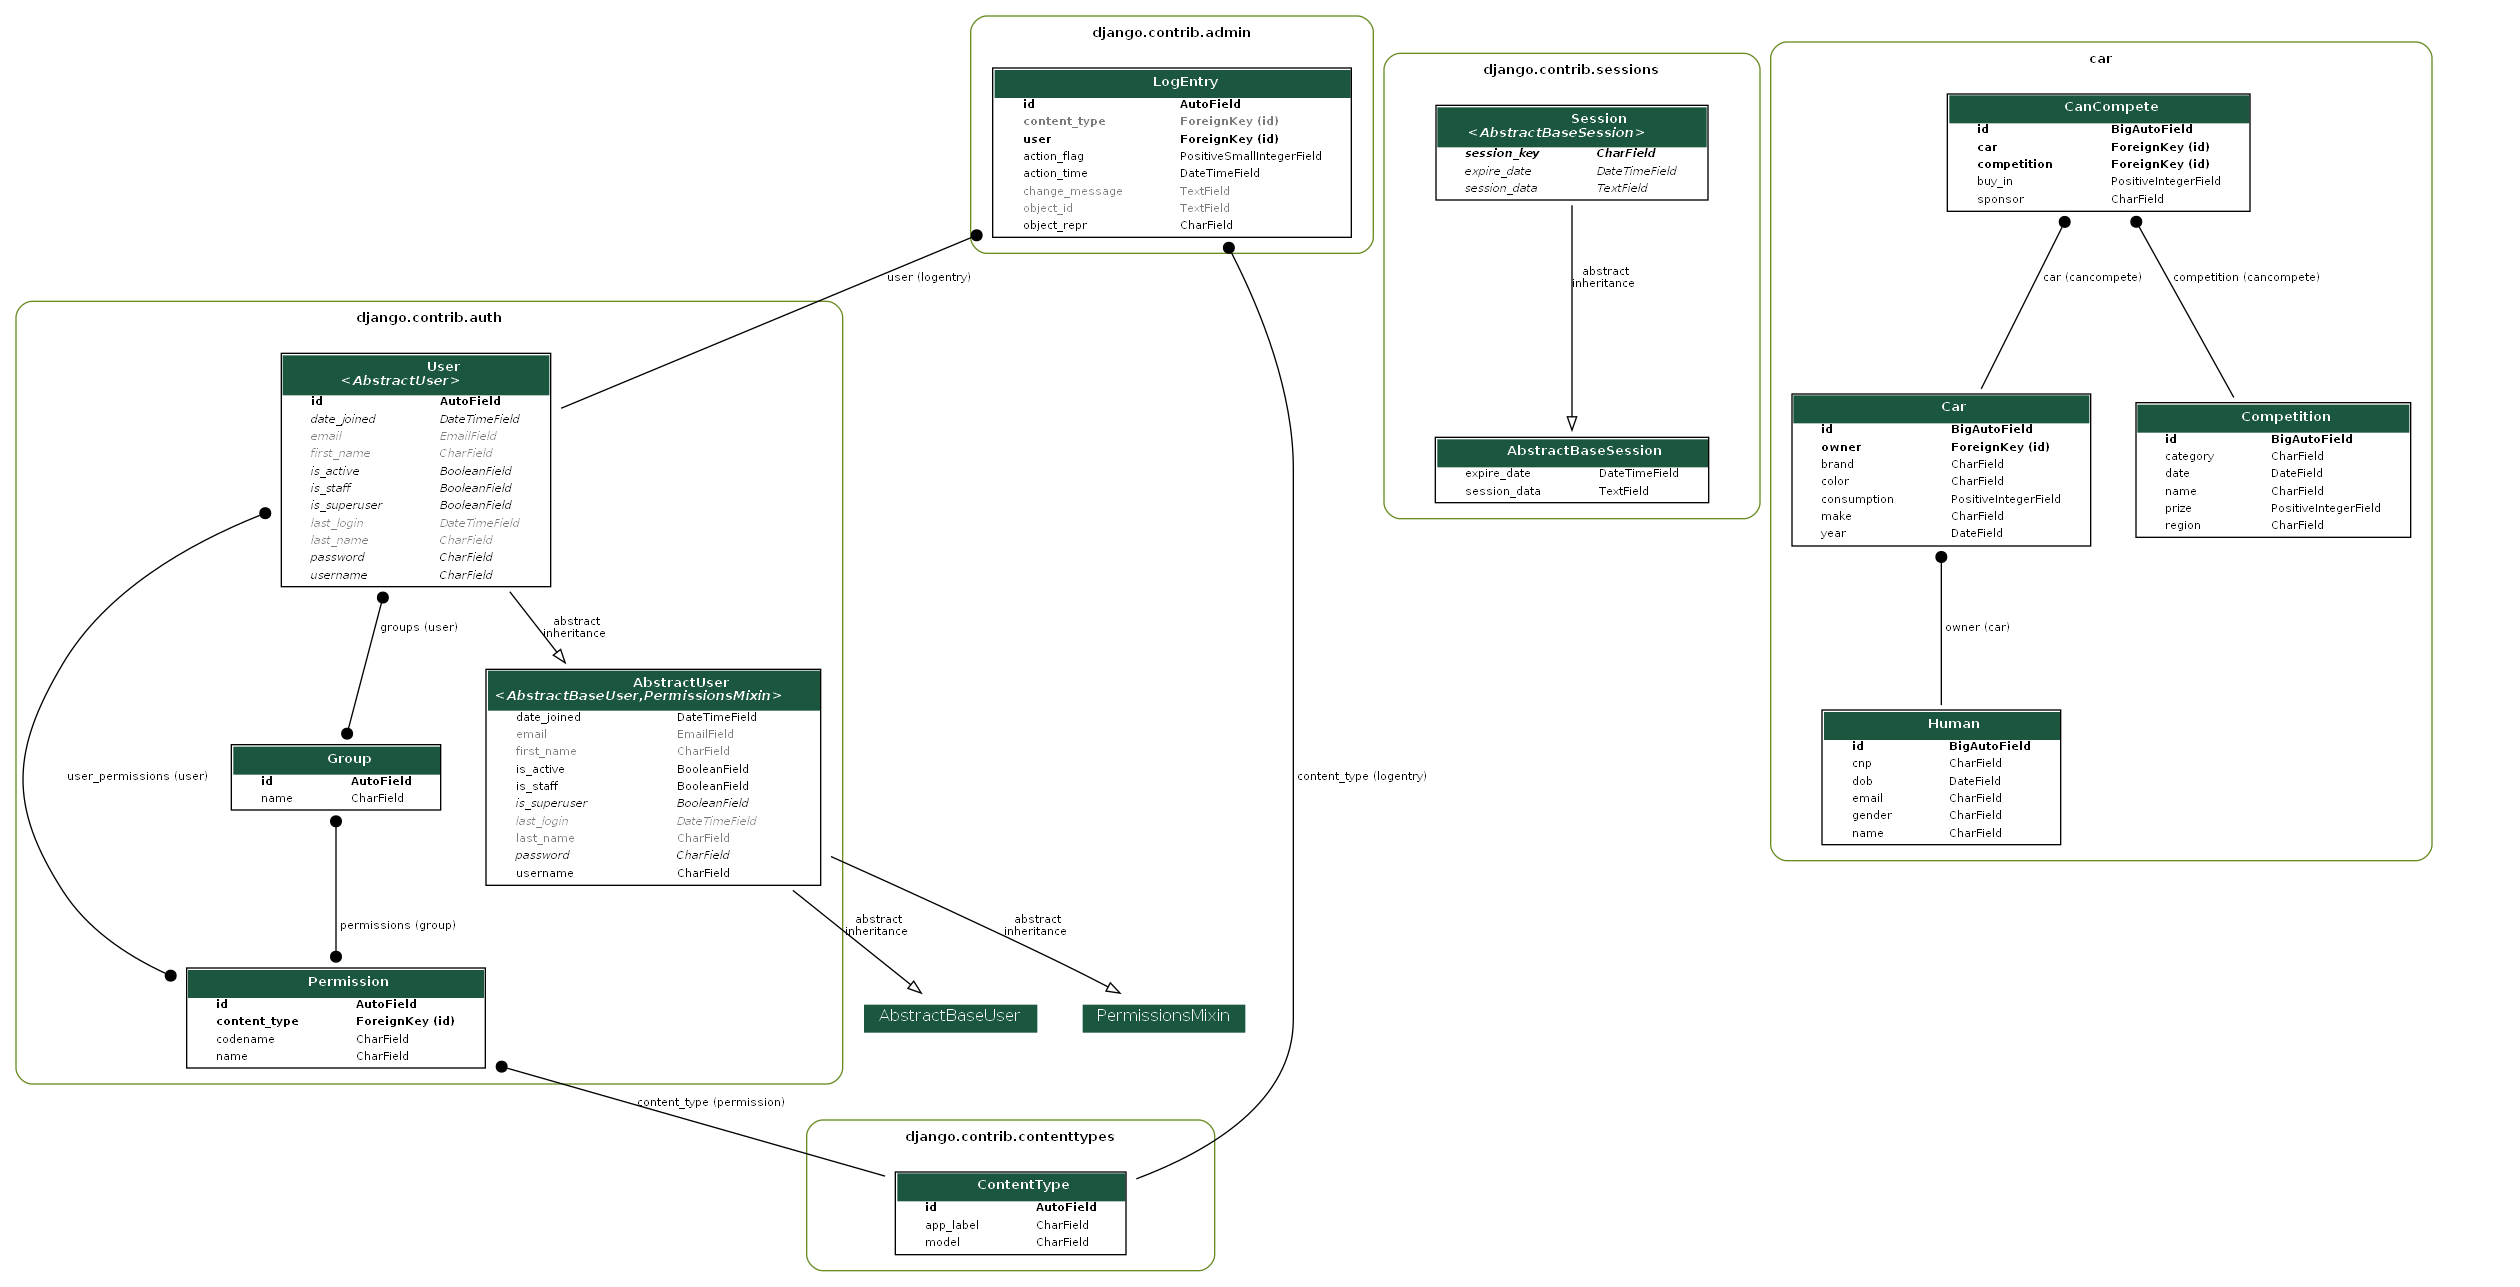 django.contrib.admin
LogEntry
id AutoField
content_type ForeignKey (id)
user ForeignKey (id)
action_flag PositiveSmallIntegerField
action_time DateTimeField
change_message TextField
object_id TextField
object_repr CharField
django.contrib.sessions
Session
<AbstractBaseSession>
session_key CharField
expire_date DateTimeField
session_data TextField
abstract
inheritance
AbstractBaseSession
expire_date DateTimeField
session_data TextField
car
CanCompete
id BigAutoField
car ForeignKey (id)
competition ForeignKey (id)
buy_in PositiveIntegerField
sponsor CharField
car (cancompete)
competition (cancompete)
Car
id BigAutoField
owner ForeignKey (id)
brand CharField
color CharField
consumption PositiveIntegerField
make CharField
year DateField
Competition
id BigAutoField
category CharField
date DateField
name CharField
prize PositiveIntegerField
region CharField
owner (car)
Human
id BigAutoField
cnp CharField
dob DateField
email CharField
gender CharField
name CharField
user (logentry)
django.contrib.auth
User
<AbstractUser>
id AutoField
date_joined DateTimeField
email EmailField
first_name CharField
is_active BooleanField
is_staff BooleanField
is_superuser BooleanField
last_login DateTimeField
last_name CharField
password CharField
username CharField
groups (user)
abstract
inheritance
AbstractUser
<AbstractBaseUser,PermissionsMixin>
date_joined DateTimeField
email EmailField
first_name CharField
is_active BooleanField
is_staff BooleanField
is_superuser BooleanField
last_login DateTimeField
last_name CharField
password CharField
username CharField
user_permissions (user)
Group
id AutoField
name CharField
content_type (logentry)
permissions (group)
abstract
inheritance
abstract
inheritance
Permission
id AutoField
content_type ForeignKey (id)
codename CharField
name CharField
AbstractBaseUser
PermissionsMixin
content_type (permission)
django.contrib.contenttypes
ContentType
id AutoField
app_label CharField
model CharField